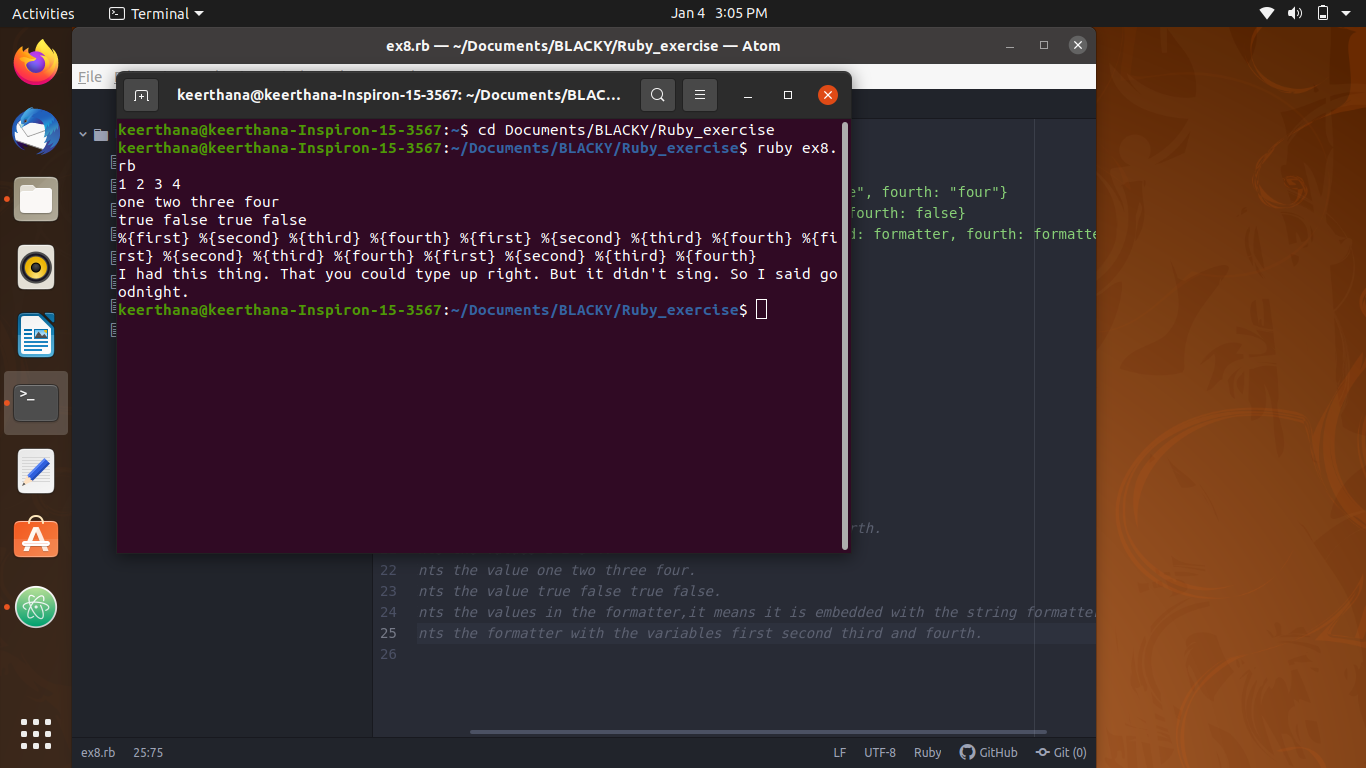 Activities Terminal Jan 4 3:05 PM
ex8.rb — ~/Documents/BLACKY/Ruby_exercise — Atom
File
keerthana@keerthana-Inspiron-15-3567: ~/Documents/BLAC...
keerthana@keerthana-Inspiron-15-3567:~$ cd Documents/BLACKY/Ruby_exercise
keerthana@keerthana-Inspiron-15-3567:~/Documents/BLACKY/Ruby_exercise$ ruby ex8.
rb
1 2 3 4
one two three four
true false true false
%{first} %{second} %{third} %{fourth} %{first} %{second} %{third} %{fourth} %{fi
rst} %{second} %{third} %{fourth} %{first} %{second} %{third} %{fourth}
I had this thing. That you could type up right. But it didn't sing. So I said go
odnight.
keerthana@keerthana-Inspiron-15-3567:~/Documents/BLACKY/Ruby_exercise$
", fourth: "four"}
fourth: false}
: formatter, fourth: formatte
rth.
22 nts the value one two three four.
23 nts the value true false true false.
24 nts the values in the formatter,it means it is embedded with the string formatter
25 nts the formatter with the variables first second third and fourth.
26
ex8.rb 25:75 LF UTF-8 Ruby GitHub Git (0)